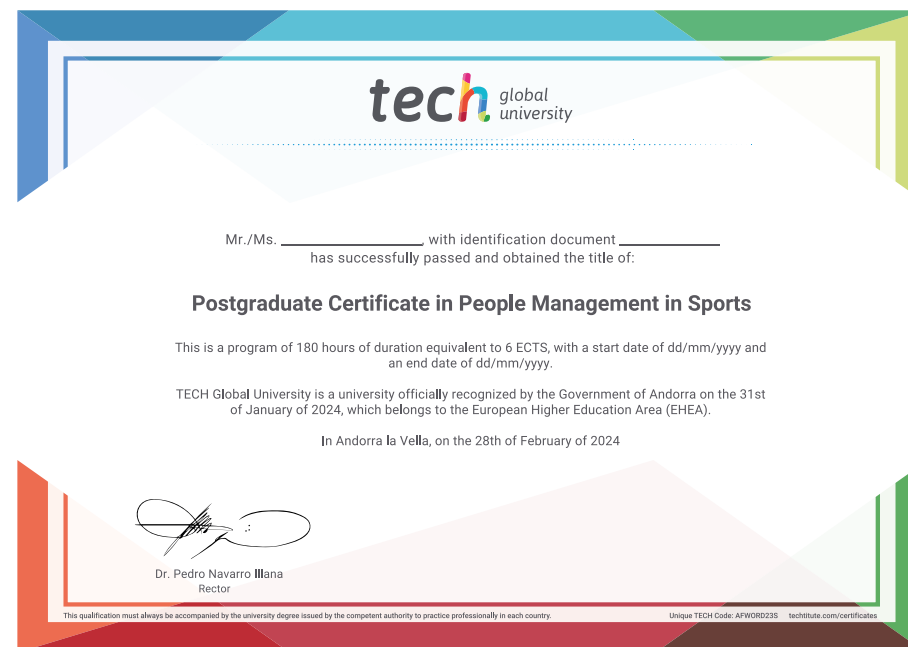 tech global university
Mr./Ms. ____________________, with identification document ______________
has successfully passed and obtained the title of:
Postgraduate Certificate in People Management in Sports
This is a program of 180 hours of duration equivalent to 6 ECTS, with a start date of dd/mm/yyyy and
an end date of dd/mm/yyyy.
TECH Global University is a university officially recognized by the Government of Andorra on the 31st
of January of 2024, which belongs to the European Higher Education Area (EHEA).
In Andorra la Vella, on the 28th of February of 2024
Dr. Pedro Navarro Illana
Rector
This qualification must always be accompanied by the university degree issued by the competent authority to practice professionally in each country.
Unique TECH Code: AFWORD23S techtitute.com/certificates